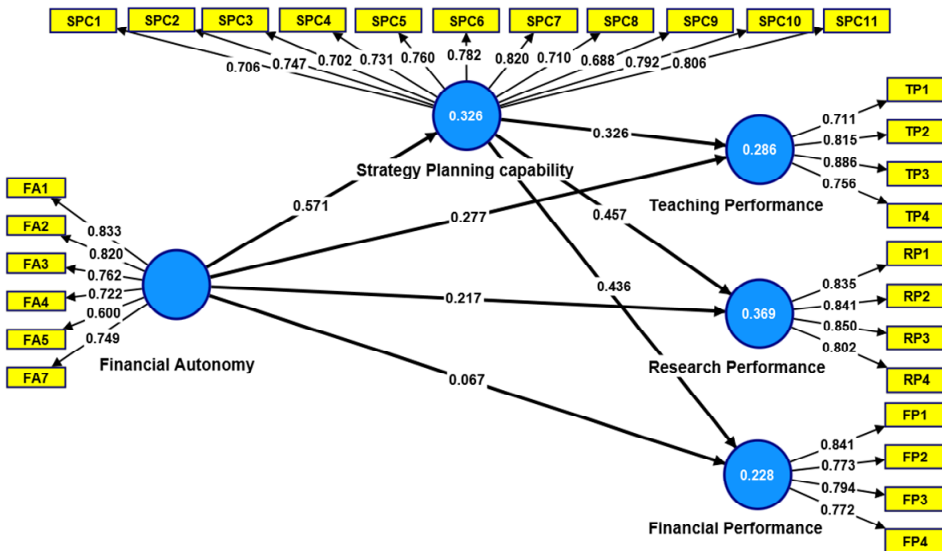 SPC1 SPC2 SPC3 SPC4 SPC5 SPC6 SPC7 SPC8 SPC9 SPC10 SPC11
0.706 0.747 0.702 0.731 0.760 0.782 0.820 0.710 0.688 0.792 0.806
0.326
Strategy Planning capability
FA1
FA2
FA3
FA4
FA5
FA7
0.833
0.820
0.762
0.722
0.600
0.749
Financial Autonomy
0.571
0.277
0.217
0.067
0.326
0.457
0.436
0.286
Teaching Performance
0.711
0.815
0.886
0.756
TP1
TP2
TP3
TP4
0.369
Research Performance
0.835
0.841
0.850
0.802
RP1
RP2
RP3
RP4
0.228
Financial Performance
0.841
0.773
0.794
0.772
FP1
FP2
FP3
FP4